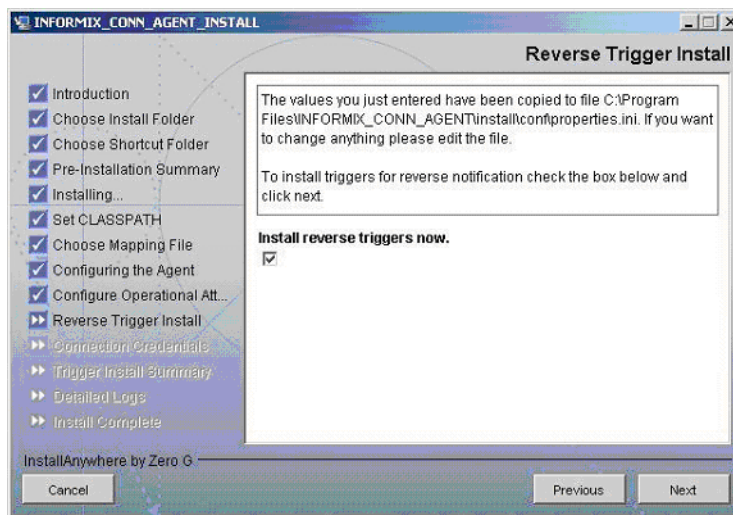 INFORMIX_CONN_AGENT_INSTALL
Reverse Trigger Install
Introduction
Choose Install Folder
Choose Shortcut Folder
Pre-Installation Summary
Installing...
Set CLASSPATH
Choose Mapping File
Configuring the Agent
Configure Operational Att...
Reverse Trigger Install
Connection Credentials
Trigger Install Summary
Detailed Logs
Install Complete
The values you just entered have been copied to file C:\Program
Files\INFORMIX_CONN_AGENT\install\conf\properties.ini. If you want
to change anything please edit the file.
To install triggers for reverse notification check the box below and
click next.
Install reverse triggers now.
InstallAnywhere by Zero G
Cancel
Previous
Next